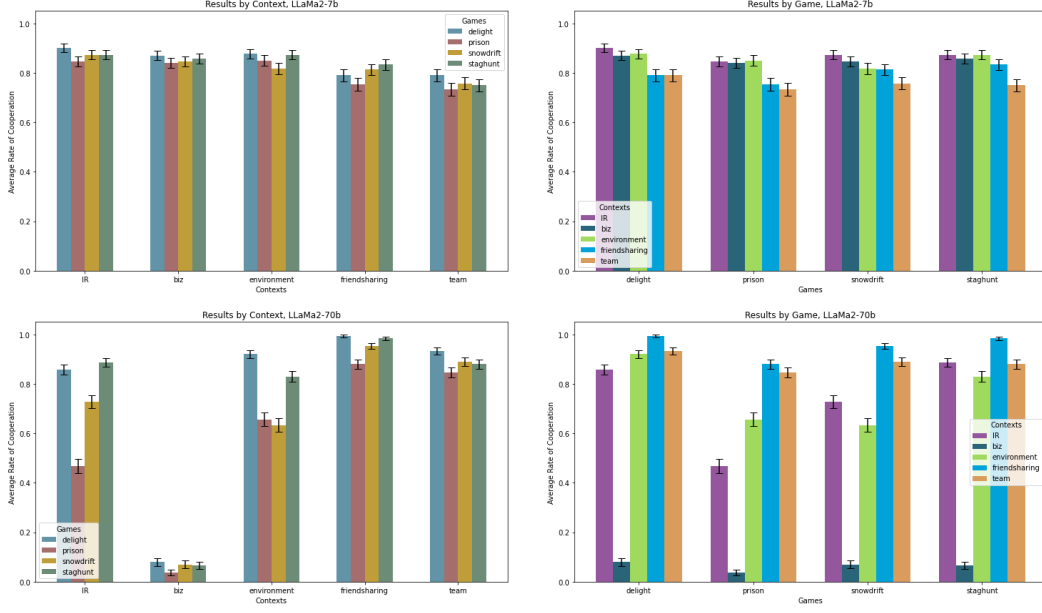 Results by Context, LLaMa2-7b
Average Rate of Cooperation
1.0
0.8
0.6
0.4
0.2
0.0
Games
delight
prison
snowdrift
staghunt
IR
biz
environment
friendsharing
team
Contexts
Results by Game, LLaMa2-7b
Average Rate of Cooperation
1.0
0.8
0.6
0.4
0.2
0.0
Contexts
IR
biz
environment
friendsharing
team
delight
prison
snowdrift
staghunt
Games
Results by Context, LLaMa2-70b
Average Rate of Cooperation
1.0
0.8
0.6
0.4
0.2
0.0
Games
delight
prison
snowdrift
staghunt
IR
biz
environment
friendsharing
team
Contexts
Results by Game, LLaMa2-70b
Average Rate of Cooperation
1.0
0.8
0.6
0.4
0.2
0.0
Contexts
IR
biz
environment
friendsharing
team
delight
prison
snowdrift
staghunt
Games